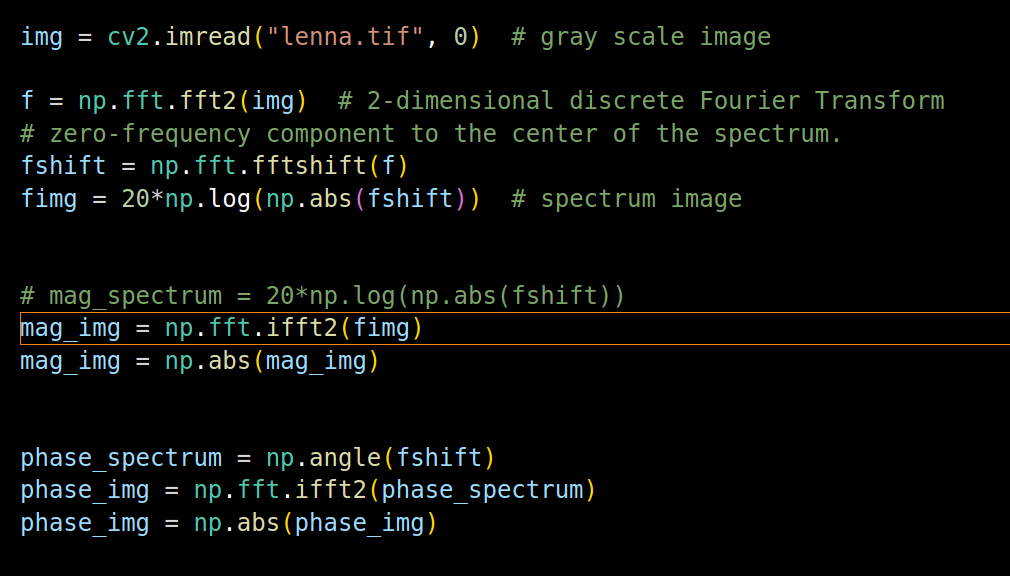 img = cv2.imread("lenna.tif", 0)  # gray scale image
f = np.fft.fft2(img)  # 2-dimensional discrete Fourier Transform
# zero-frequency component to the center of the spectrum.
fshift = np.fft.fftshift(f)
fimg = 20*np.log(np.abs(fshift))  # spectrum image
# mag_spectrum = 20*np.log(np.abs(fshift))
mag_img = np.fft.ifft2(fimg)
mag_img = np.abs(mag_img)
phase_spectrum = np.angle(fshift)
phase_img = np.fft.ifft2(phase_spectrum)
phase_img = np.abs(phase_img)